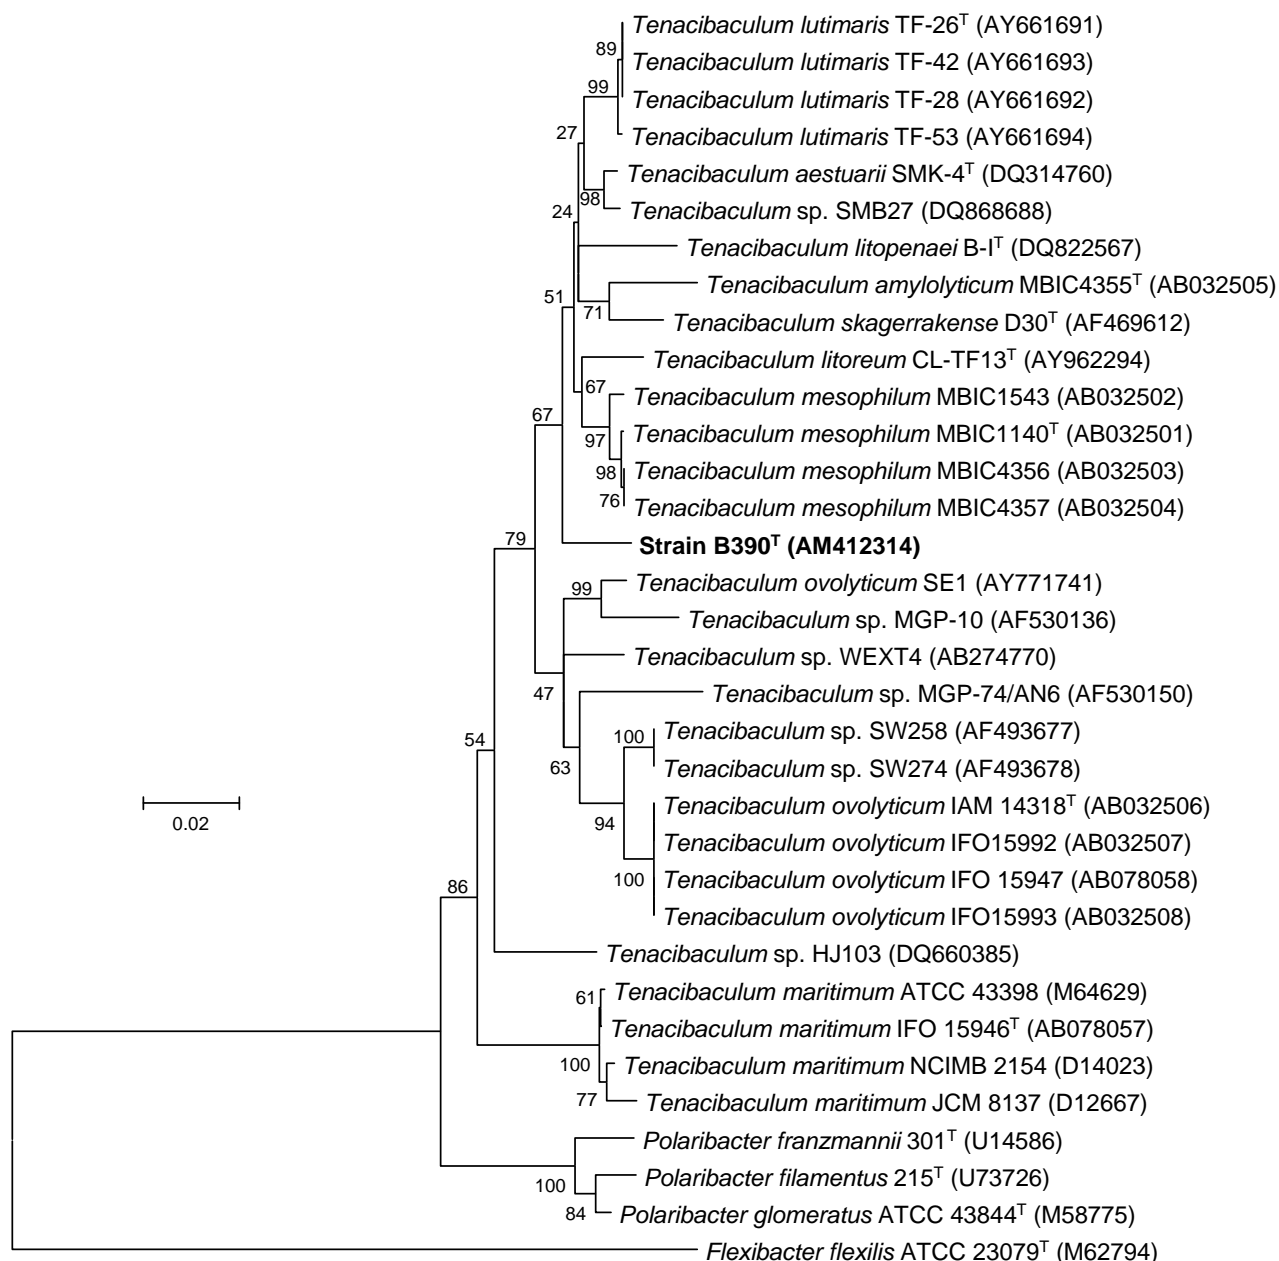 Tenacibaculum lutimaris TF-26T (AY661691)
89
Tenacibaculum lutimaris TF-42 (AY661693)
99
Tenacibaculum lutimaris TF-28 (AY661692)
27
Tenacibaculum lutimaris TF-53 (AY661694)
Tenacibaculum aestuarii SMK-4T (DQ314760)
98
Tenacibaculum sp. SMB27 (DQ868688)
24
Tenacibaculum litopenaei B-IT (DQ822567)
Tenacibaculum amylolyticum MBIC4355T (AB032505)
51
71
Tenacibaculum skagerrakense D30T (AF469612)
Tenacibaculum litoreum CL-TF13T (AY962294)
67
Tenacibaculum mesophilum MBIC1543 (AB032502)
67
97
Tenacibaculum mesophilum MBIC1140T (AB032501)
98
Tenacibaculum mesophilum MBIC4356 (AB032503)
76
Tenacibaculum mesophilum MBIC4357 (AB032504)
79
Strain B390T (AM412314)
99
Tenacibaculum ovolyticum SE1 (AY771741)
Tenacibaculum sp. MGP-10 (AF530136)
Tenacibaculum sp. WEXT4 (AB274770)
47
Tenacibaculum sp. MGP-74/AN6 (AF530150)
54
100
Tenacibaculum sp. SW258 (AF493677)
63
Tenacibaculum sp. SW274 (AF493678)
0.02
94
Tenacibaculum ovolyticum IAM 14318T (AB032506)
Tenacibaculum ovolyticum IFO15992 (AB032507)
86
100
Tenacibaculum ovolyticum IFO 15947 (AB078058)
Tenacibaculum ovolyticum IFO15993 (AB032508)
Tenacibaculum sp. HJ103 (DQ660385)
61
Tenacibaculum maritimum ATCC 43398 (M64629)
Tenacibaculum maritimum IFO 15946T (AB078057)
100
Tenacibaculum maritimum NCIMB 2154 (D14023)
77
Tenacibaculum maritimum JCM 8137 (D12667)
Polaribacter franzmannii 301T (U14586)
100
Polaribacter filamentus 215T (U73726)
84
Polaribacter glomeratus ATCC 43844T (M58775)
Flexibacter flexilis ATCC 23079T (M62794)